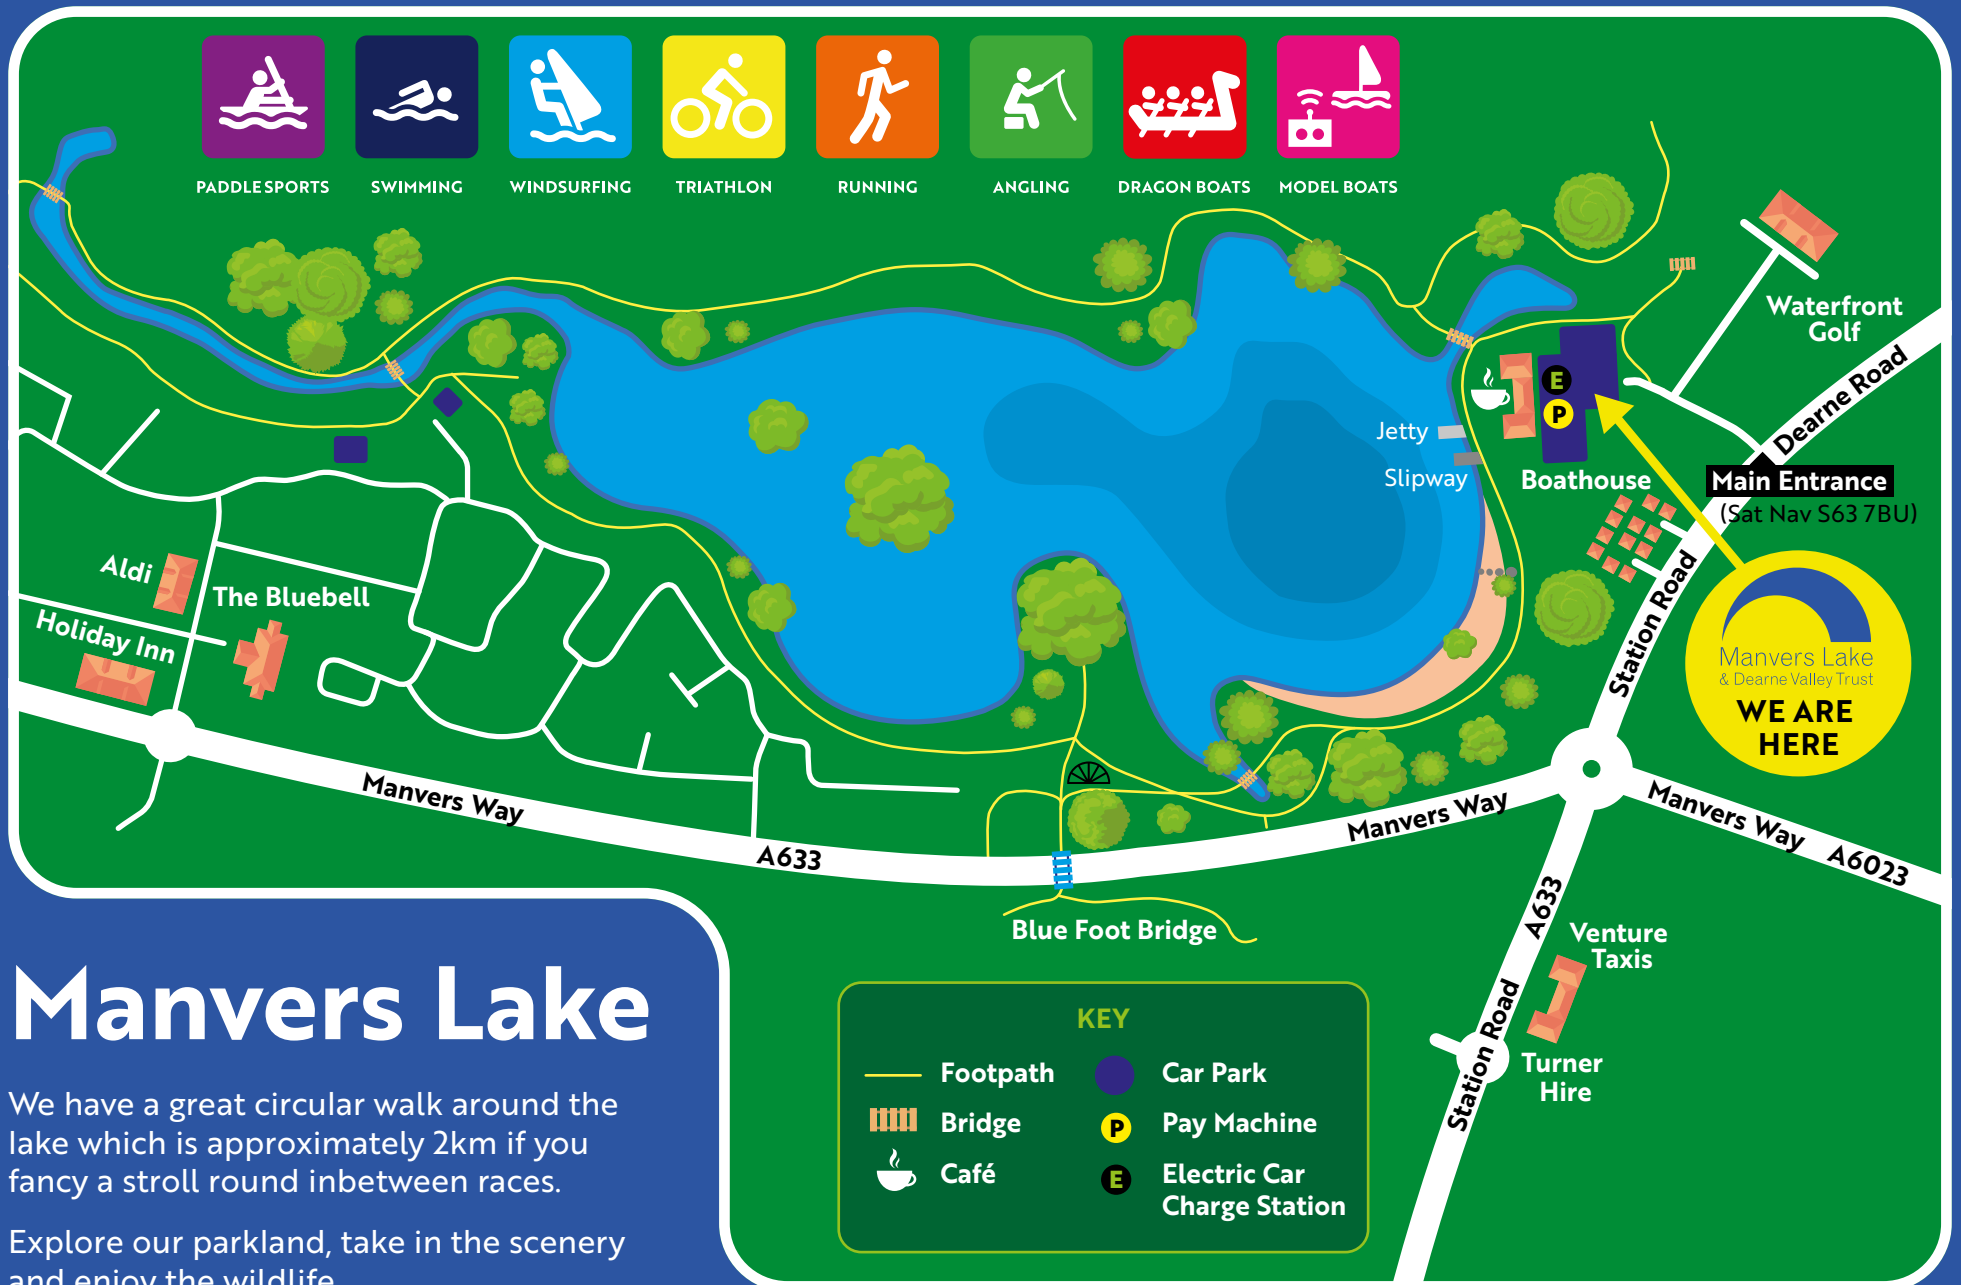 PADDLESPORTS
SWIMMING
WINDSURFING
TRIATHLON
RUNNING
ANGLING
DRAGON BOATS
MODEL BOATS
Waterfront
Golf
Dearne Road
E
P
Jetty
Slipway
Boathouse
Main Entrance
(Sat Nav S63 7BU)
Station Road
Manvers Lake
& Dearne Valley Trust
WE ARE
HERE
Aldi
The Bluebell
Holiday Inn
Manvers Way
A633
Manvers Way
Manvers Way A6023
Blue Foot Bridge
A633
Venture
Taxis
Station Road
Turner
Hire
KEY
Footpath
Bridge
Café
Car Park
P Pay Machine
E Electric Car
Charge Station
Manvers Lake
We have a great circular walk around the
lake which is approximately 2km if you
fancy a stroll round inbetween races.
Explore our parkland, take in the scenery
and enjoy the wildlife